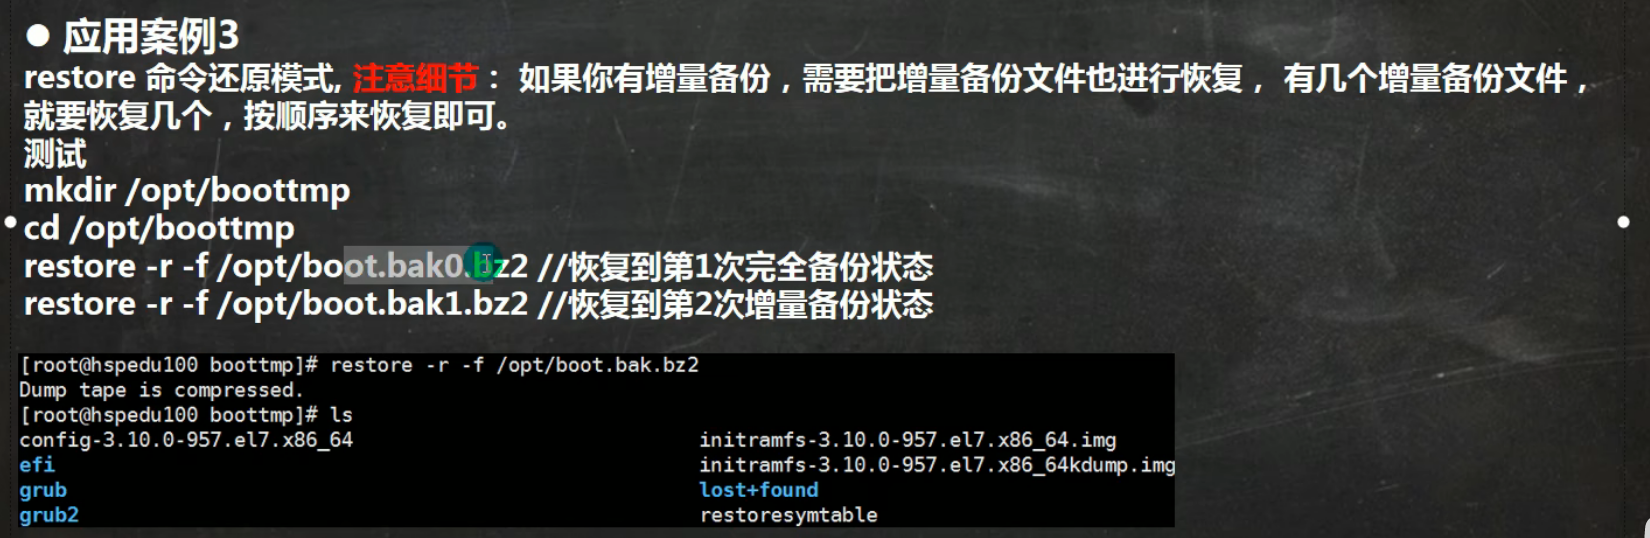 ● 应用案例3
restore 命令还原模式, 注意细节： 如果你有增量备份，需要把增量备份文件也进行恢复， 有几个增量备份文件，
就要恢复几个，按顺序来恢复即可。
测试
mkdir /opt/boottmp
cd /opt/boottmp
restore -r -f /opt/boot.bak0.bz2 //恢复到第1次完全备份状态
restore -r -f /opt/boot.bak1.bz2 //恢复到第2次增量备份状态
[root@hspedu100 boottmp]# restore -r -f /opt/boot.bak.bz2
Dump tape is compressed.
[root@hspedu100 boottmp]# ls
config-3.10.0-957.el7.x86_64 initramfs-3.10.0-957.el7.x86_64.img
efi initramfs-3.10.0-957.el7.x86_64kdump.img
grub lost+found
grub2 restoresymtable